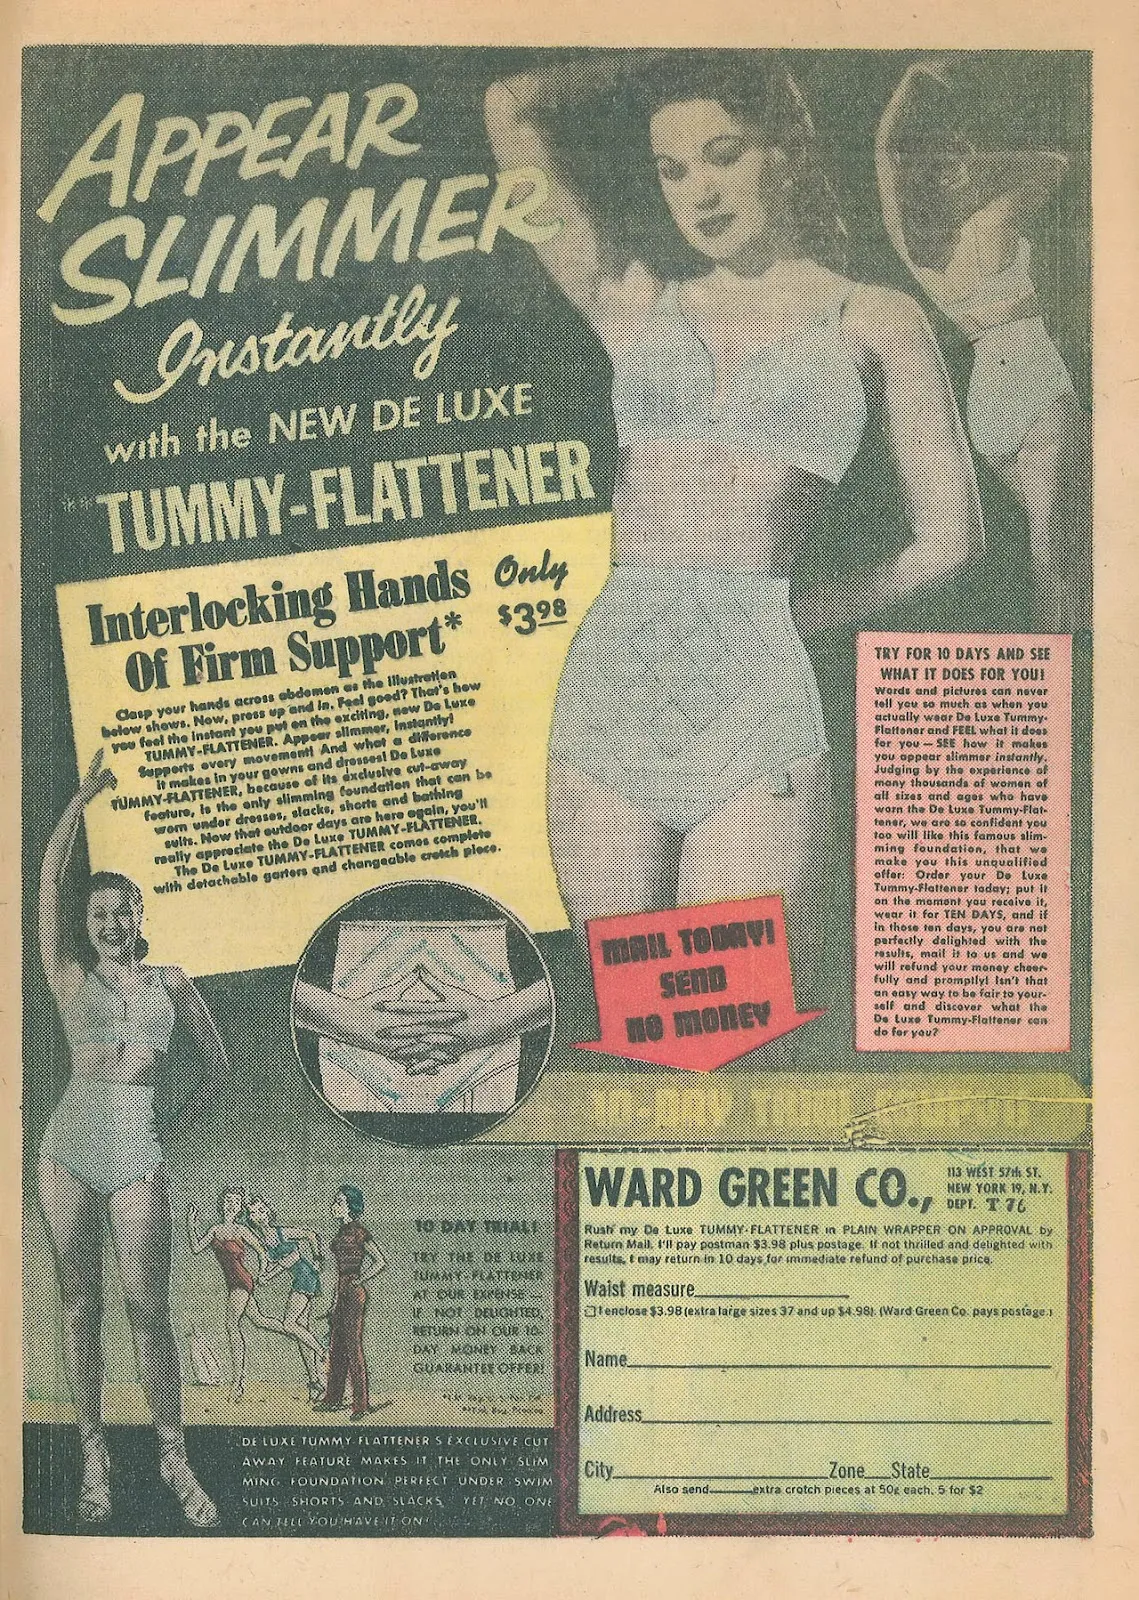 APPEAR
SLIMMER
Instantly
with the NEW DE LUXE
**TUMMY-FLATTENER
Interlocking Hands
Of Firm Support*
Only
$3.98
Clasp your hands across abdomen as the illustration
below shows. Now, press up and in. Feel good? That's how
you feel the instant you put on the exciting, new De Luxe
TUMMY-FLATTENER. Appear slimmer, instantly!
Supports every movement! And what a difference
it makes in your gowns and dresses! De Luxe
TUMMY-FLATTENER, because of its exclusive cut-away
feature, is the only slimming foundation that can be
worn under dresses, slacks, shorts and bathing
suits. Now that outdoor days are here again, you'll
really appreciate the De Luxe TUMMY-FLATTENER.
The De Luxe TUMMY-FLATTENER comes complete
with detachable garters and changeable crotch piece.
TRY FOR 10 DAYS AND SEE
WHAT IT DOES FOR YOU!
Words and pictures can never
tell you so much as when you
actually wear De Luxe Tummy-
Flattener and FEEL what it does
for you — SEE how it makes
you appear slimmer instantly.
Judging by the experience of
many thousands of women of
all sizes and ages who have
worn the De Luxe Tummy-Flat-
tener, we are so confident you
too will like this famous slim-
ming foundation, that we
make you this unqualified
offer: Order your De Luxe
Tummy-Flattener today; put it
on the moment you receive it,
wear it for TEN DAYS, and if
in those ten days, you are not
perfectly delighted with the
results, mail it to us and we
will refund your money cheer-
fully and promptly! Isn't that
an easy way to be fair to your-
self and discover what the
De Luxe Tummy-Flattener can
do for you?
MAIL TODAY!
SEND
NO MONEY
10-DAY TRIAL COUPON
WARD GREEN CO.,
113 WEST 57th ST.
NEW YORK 19, N.Y.
DEPT. T 76
Rush my De Luxe TUMMY-FLATTENER in PLAIN WRAPPER ON APPROVAL by
Return Mail. I'll pay postman $3.98 plus postage. If not thrilled and delighted with
results, I may return in 10 days for immediate refund of purchase price.
Waist measure
I enclose $3.98 (extra large sizes 37 and up $4.98). (Ward Green Co. pays postage.)
Name
Address
City Zone State
Also send extra crotch pieces at 50¢ each, 5 for $2
10 DAY TRIAL!
TRY THE DE LUXE
TUMMY-FLATTENER
AT OUR EXPENSE —
IF NOT DELIGHTED,
RETURN ON OUR 10-
DAY MONEY BACK
GUARANTEE OFFER!
DE LUXE TUMMY FLATTENER'S EXCLUSIVE CUT
AWAY FEATURE MAKES IT THE ONLY SLIM
MING FOUNDATION PERFECT UNDER SWIM
SUITS SHORTS AND SLACKS YET NO ONE
CAN TELL YOU HAVE IT ON!